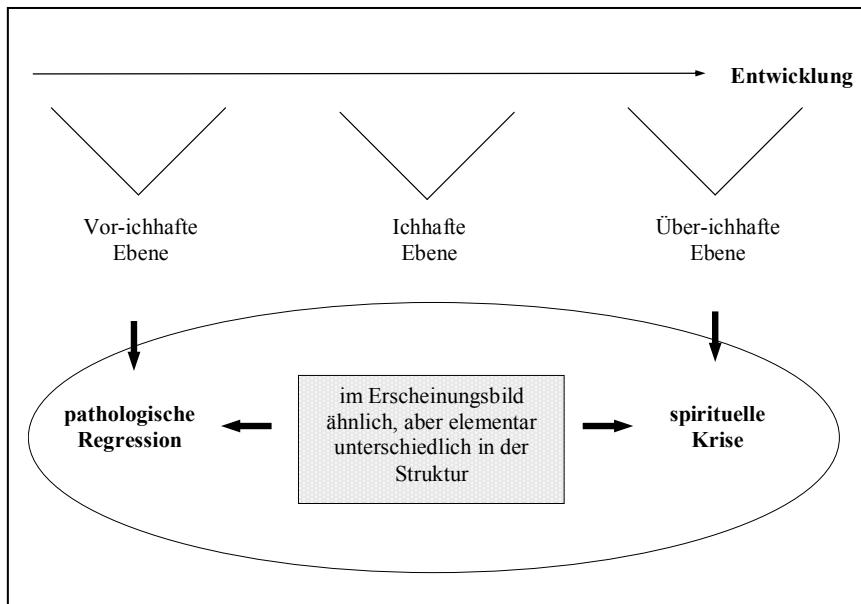 Entwicklung
Vor-ichhafte
Ebene
Ichhafte
Ebene
Über-ichhafte
Ebene
pathologische
Regression
im Erscheinungsbild
ähnlich, aber elementar
unterschiedlich in der
Struktur
spirituelle
Krise